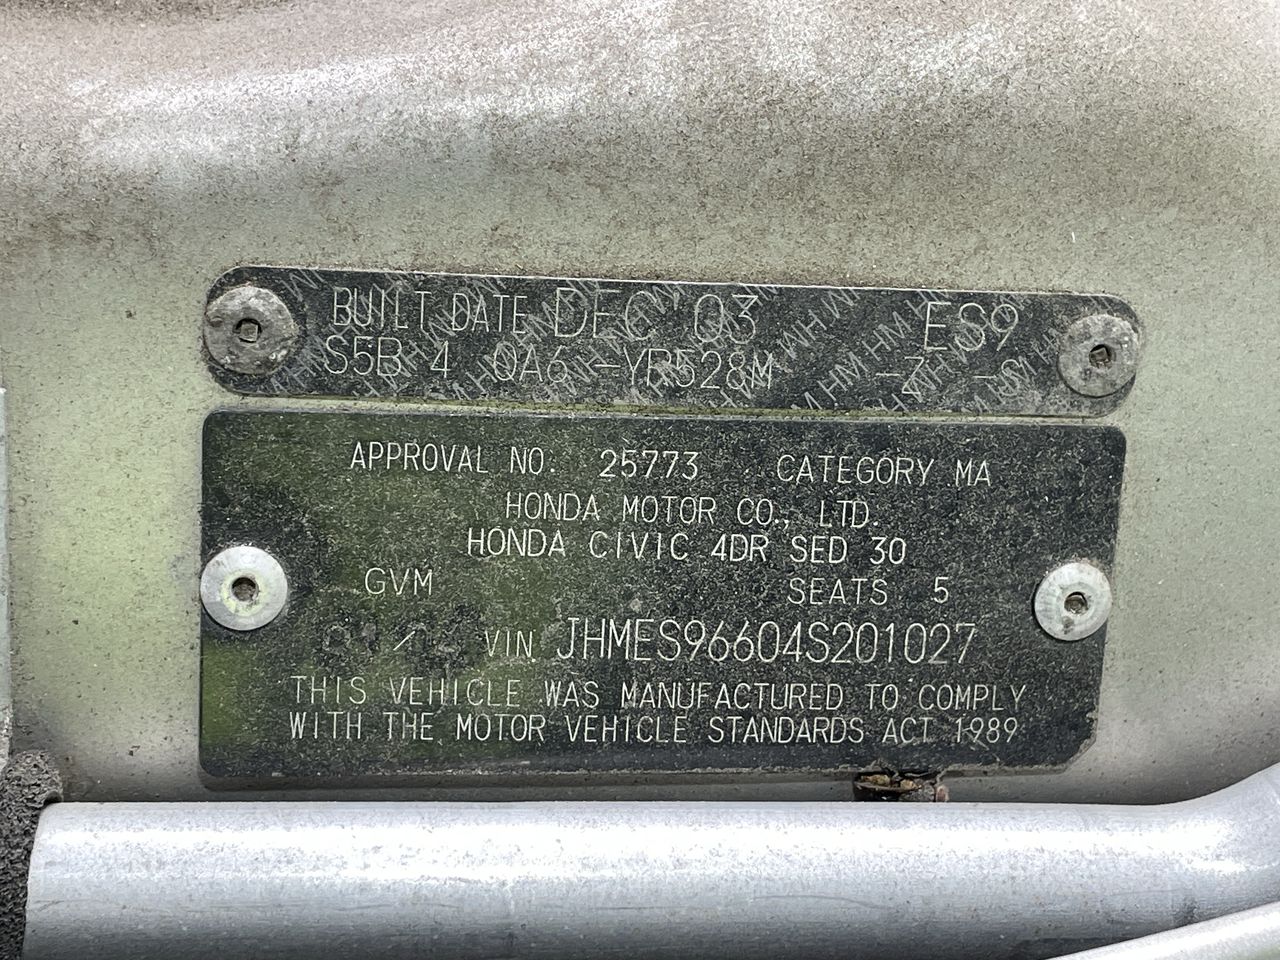 BUILT DATE DEC '03 ES9
S5B 4 QA6 -YR528M -Z -S
APPROVAL NO: 25773 CATEGORY MA
HONDA MOTOR CO., LTD.
HONDA CIVIC 4DR SED 30
GVM SEATS 5
VIN. JHMES96604S201027
THIS VEHICLE WAS MANUFACTURED TO COMPLY
WITH THE MOTOR VEHICLE STANDARDS ACT 1989